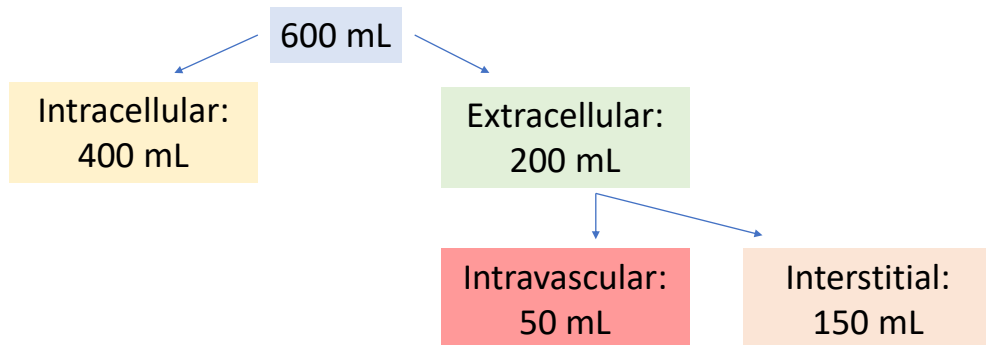 600 mL
Intracellular:
400 mL
Extracellular:
200 mL
Intravascular:
50 mL
Interstitial:
150 mL